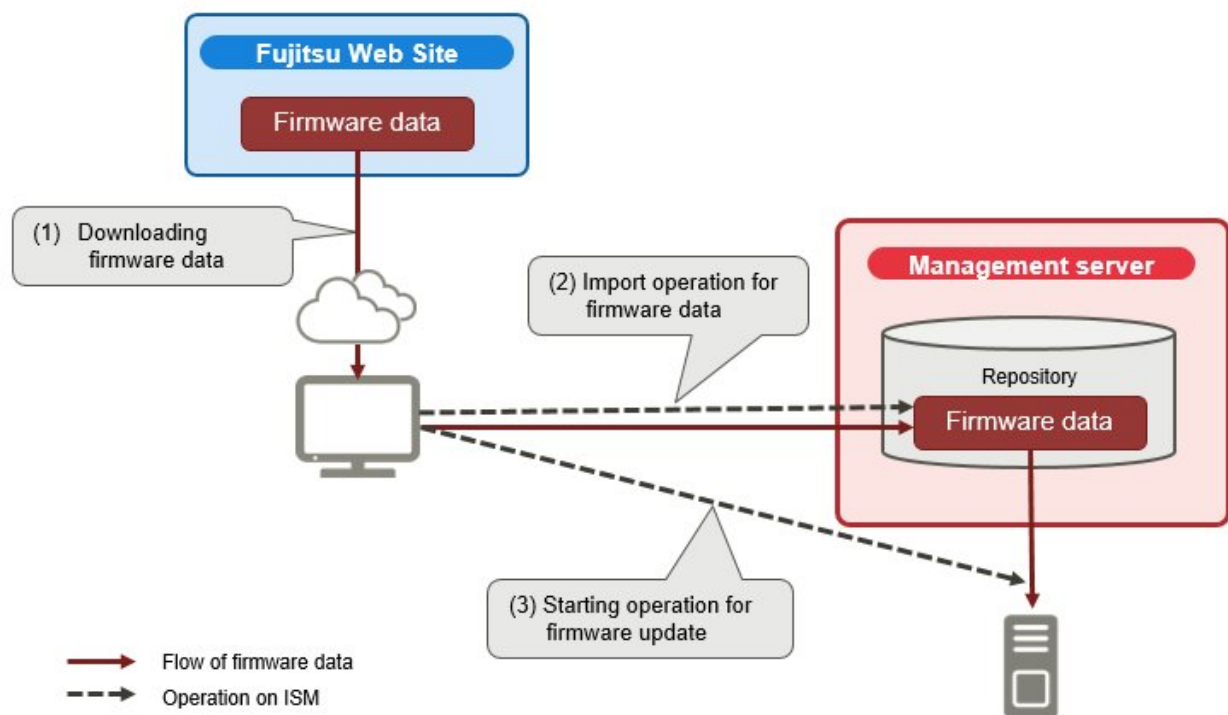 Fujitsu Web Site
Firmware data
(1) Downloading
firmware data
(2) Import operation for
firmware data
Management server
Repository
Firmware data
(3) Starting operation for
firmware update
Flow of firmware data
Operation on ISM